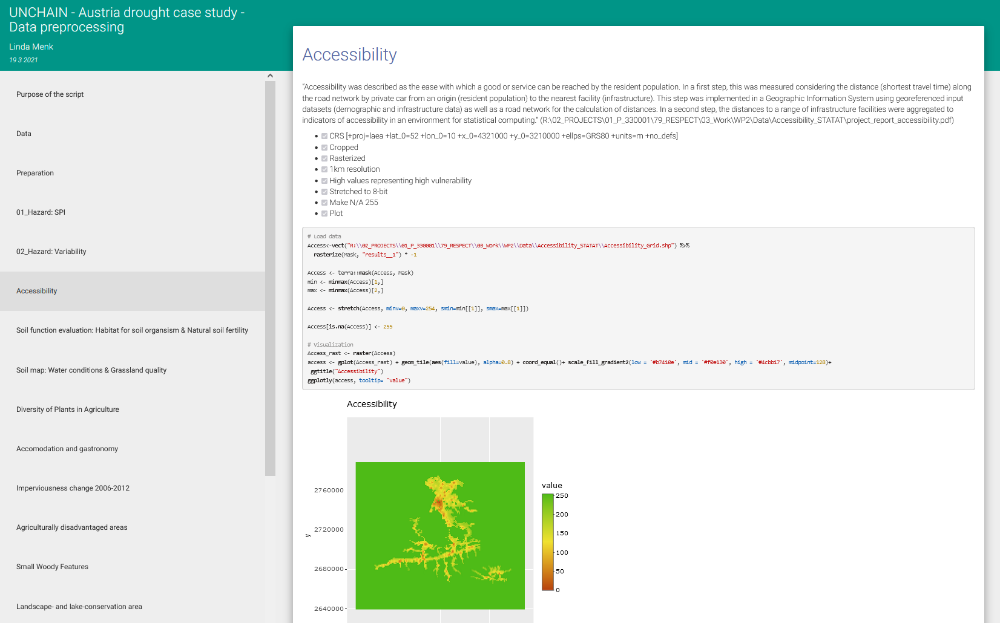 UNCHAIN - Austria drought case study -
Data preprocessing
Linda Menk
19 3 2021
Purpose of the script
Data
Preparation
01_Hazard: SPI
02_Hazard: Variability
Accessibility
Soil function evaluation: Habitat for soil organsism & Natural soil fertility
Soil map: Water conditions & Grassland quality
Diversity of Plants in Agriculture
Accomodation and gastronomy
Imperviousness change 2006-2012
Agriculturally disadvantaged areas
Small Woody Features
Landscape- and lake-conservation area
Accessibility
“Accessibility was described as the ease with which a good or service can be reached by the resident population. In a first step, this was measured considering the distance (shortest travel time) along
the road network by private car from an origin (resident population) to the nearest facility (infrastructure). This step was implemented in a Geographic Information System using georeferenced input
datasets (demographic and infrastructure data) as well as a road network for the calculation of distances. In a second step, the distances to a range of infrastructure facilities were aggregated to
indicators of accessibility in an environment for statistical computing.” (R:\02_PROJECTS\01_P_330001\79_RESPECT\03_Work\WP2\Data\Accessibility_STATAT\project_report_accessibility.pdf)
CRS [+proj=laea +lat_0=52 +lon_0=10 +x_0=4321000 +y_0=3210000 +ellps=GRS80 +units=m +no_defs]
Cropped
Rasterized
1km resolution
High values representing high vulnerability
Stretched to 8-bit
Make N/A 255
Plot
# Load data
Access<-vect("R:\\02_PROJECTS\\01_P_330001\\79_RESPECT\\03_Work\\WP2\\Data\\Accessibility_STATAT\\Accessibility_Grid.shp") %>%
rasterize(Mask, "results__1") * -1
Access <- terra::mask(Access, Mask)
min <- minmax(Access)[1,]
max <- minmax(Access)[2,]
Access <- stretch(Access, minv=0, maxv=254, smin=min[[1]], smax=max[[1]])
Access[is.na(Access)] <- 255
# Visualization
Access_rast <- raster(Access)
access <- gplot(Access_rast) + geom_tile(aes(fill=value), alpha=0.8) + coord_equal()+ scale_fill_gradient2(low = '#b7410e', mid = '#f0e130', high = '#4cbb17', midpoint=128)+
ggtitle("Accessibility")
ggplotly(access, tooltip= "value")
Accessibility
2760000
2720000
2680000
2640000
y
value
250
200
150
100
50
0